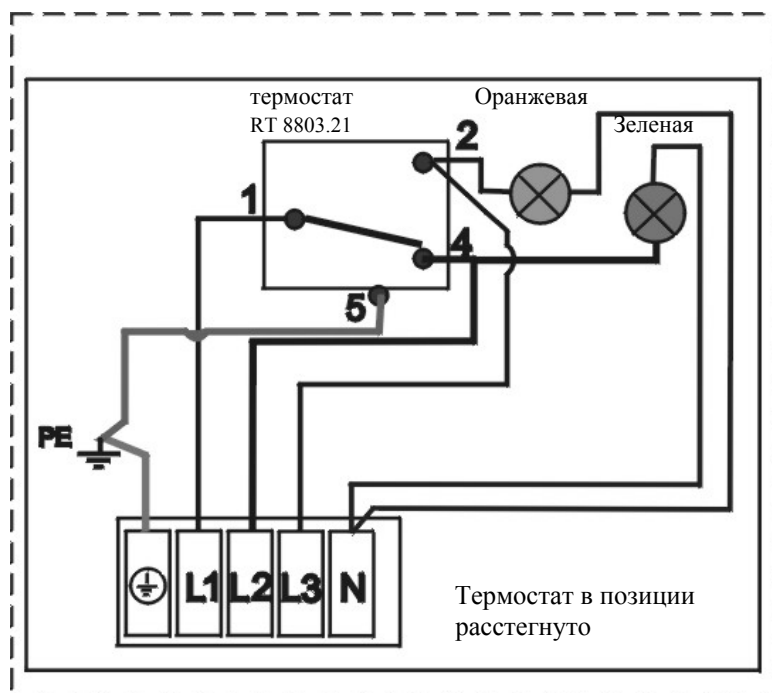 термостат
RT 8803.21
Оранжевая
Зеленая
2
1
4
5
PE
L1 L2 L3 N
Термостат в позиции
расстегнуто